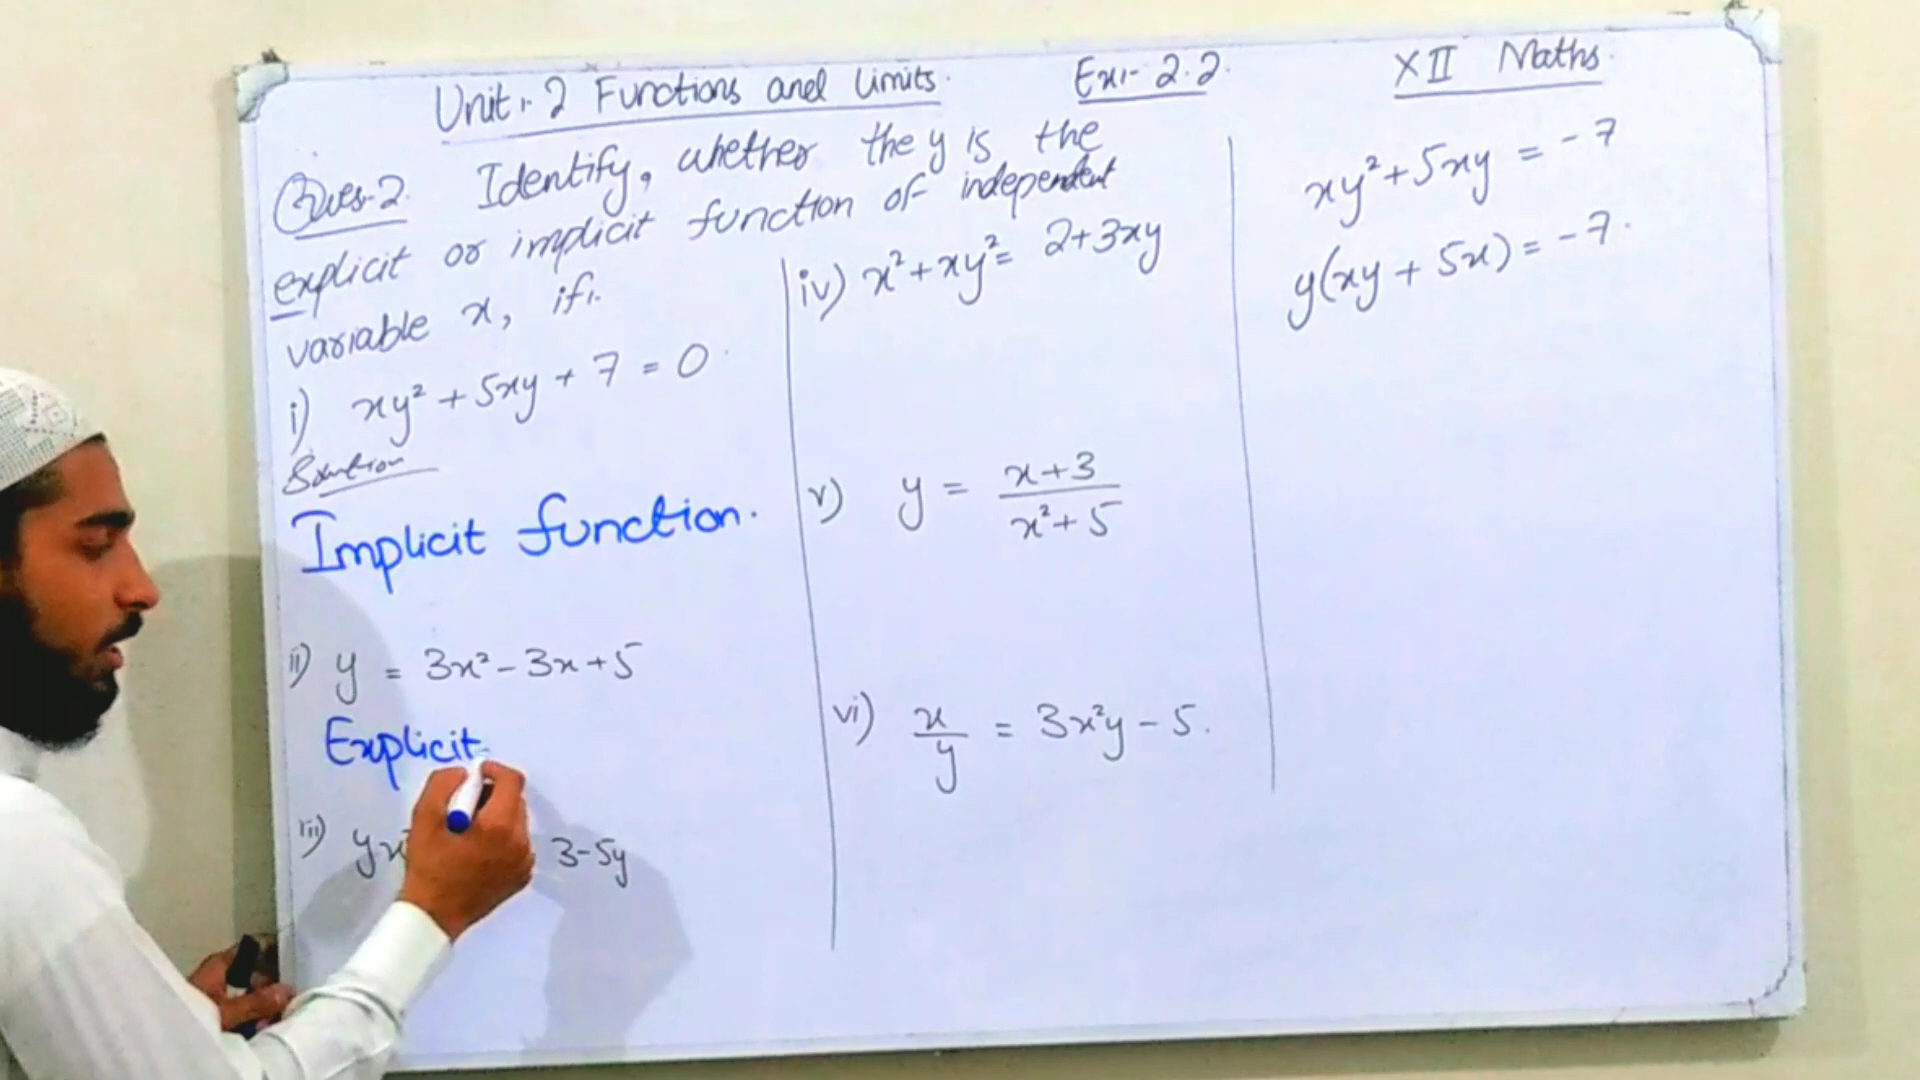 Unit:- 2 Functions and Limits. Ex:- 2.2. XII Maths.
Ques-2. Identify, whether the y is the
explicit or implicit function of independent
variable x, if:-
i) xy² + 5xy + 7 = 0.
Solution
Implicit function.
ii) y = 3x² - 3x + 5
Explicit
iii) yx² 3-5y
iv) x² + xy² = 2+3xy
v) y = x+3 / x²+5
vi) x/y = 3x²y - 5.
xy² + 5xy = -7
y(xy + 5x) = -7.